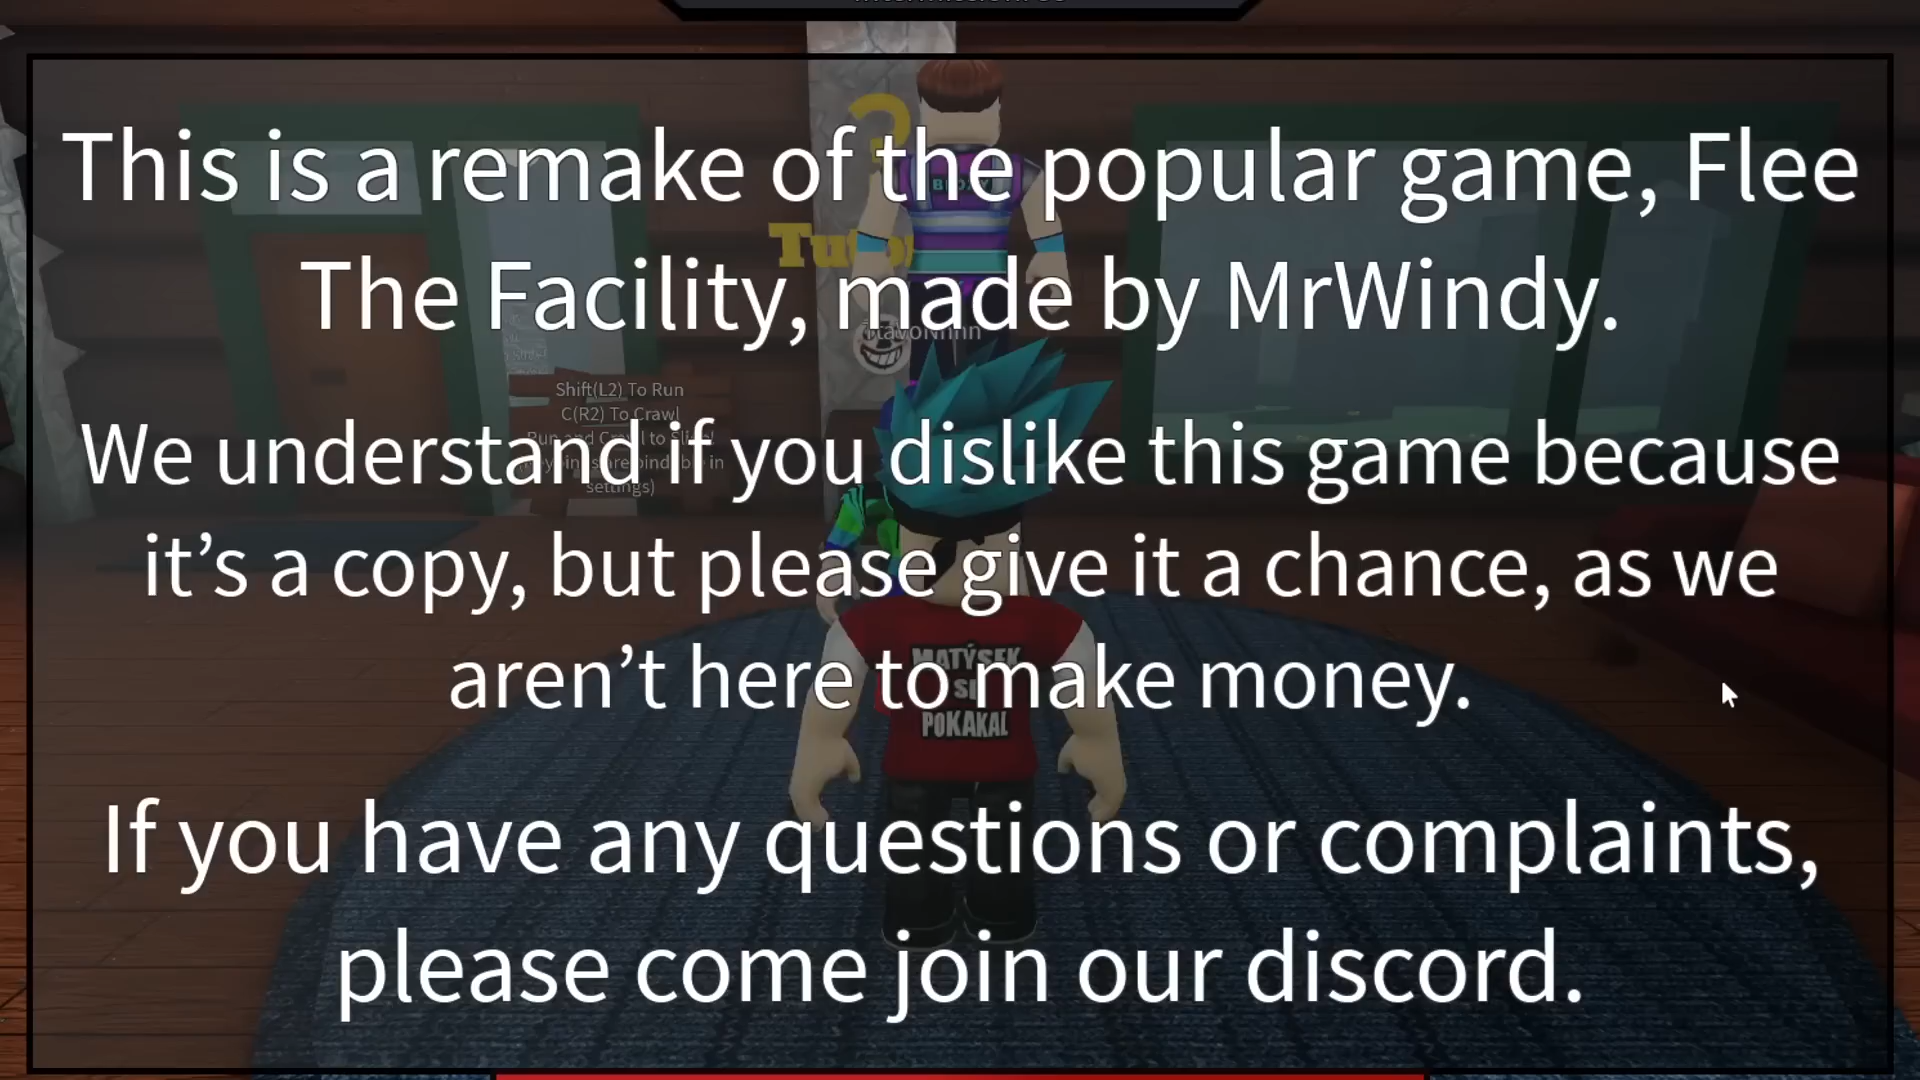 This is a remake of the popular game, Flee
The Facility, made by MrWindy.
Shift(L2) To Run
C(R2) To Crawl
settings)
We understand if you dislike this game because
it’s a copy, but please give it a chance, as we
aren’t here to make money.
MATÝSEK
SI
POKAKAL
If you have any questions or complaints,
please come join our discord.